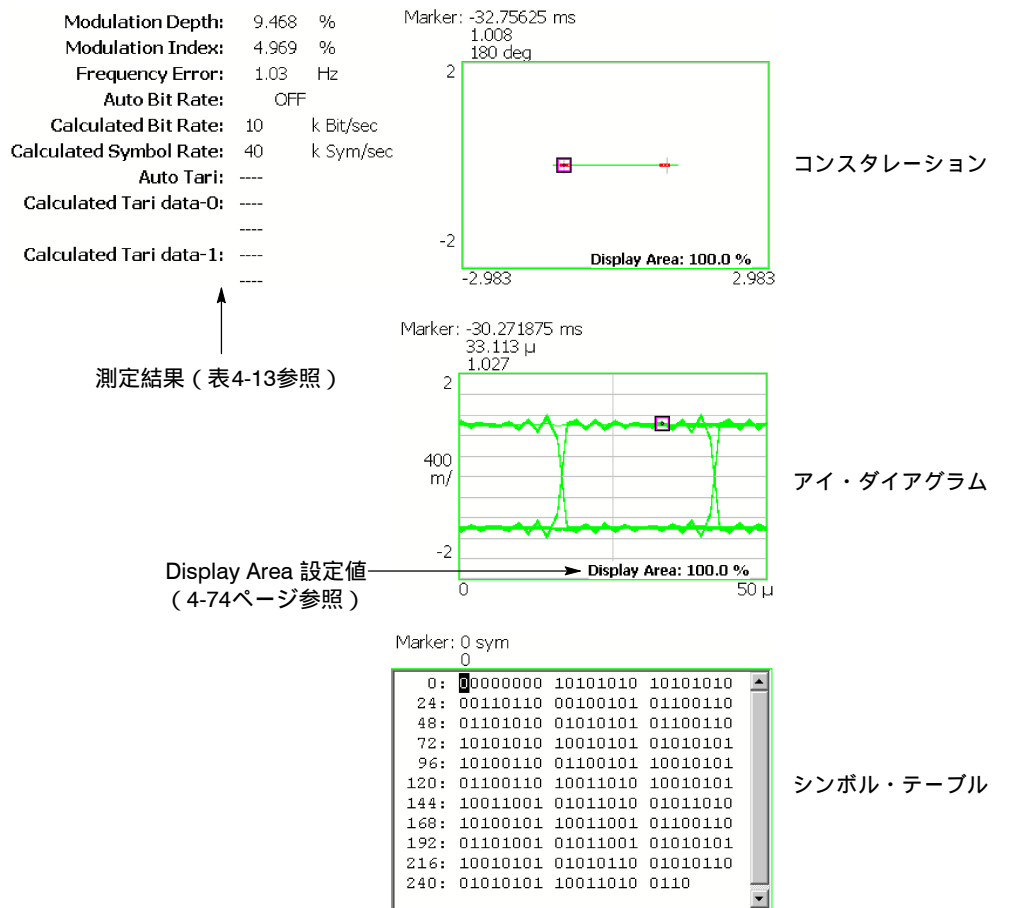 Modulation Depth: 9.468 %
Modulation Index: 4.969 %
Frequency Error: 1.03 Hz
Auto Bit Rate: OFF
Calculated Bit Rate: 10 k Bit/sec
Calculated Symbol Rate: 40 k Sym/sec
Auto Tari: ----
Calculated Tari data-0: ----
----
Calculated Tari data-1: ----
----
測定結果(表4-13参照)
Marker: -32.75625 ms
1.008
180 deg
2
-2
Display Area: 100.0 %
-2.983 2.983
コンスタレーション
Marker: -30.271875 ms
33.113 μ
1.027
2
400
m/
-2
Display Area: 100.0 %
0 50 μ
アイ・ダイアグラム
Display Area 設定値
(4-74ページ参照)
Marker: 0 sym
0
0: 00000000 10101010 10101010
24: 00110110 00100101 01100110
48: 01101010 01010101 01100110
72: 10101010 10010101 01010101
96: 10100110 01100101 10010101
120: 01100110 10011010 10010101
144: 10011001 01011010 01011010
168: 10100101 10011001 01100110
192: 01101001 01011001 01010101
216: 10010101 01010110 01010110
240: 01010101 10011010 0110
シンボル・テーブル